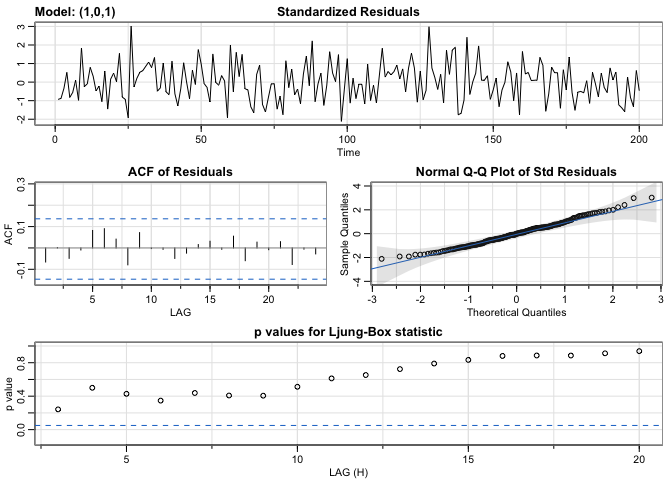 Model: (1,0,1) Standardized Residuals
3
2
1
0
-1
-2
0 50 100 150 200
Time
ACF of Residuals
0.3
0.1
-0.1
ACF
5 10 15 20
LAG
Normal Q-Q Plot of Std Residuals
4
2
0
-2
-4
Sample Quantiles
-3 -2 -1 0 1 2 3
Theoretical Quantiles
p values for Ljung-Box statistic
0.8
0.4
0.0
p value
5 10 15 20
LAG (H)